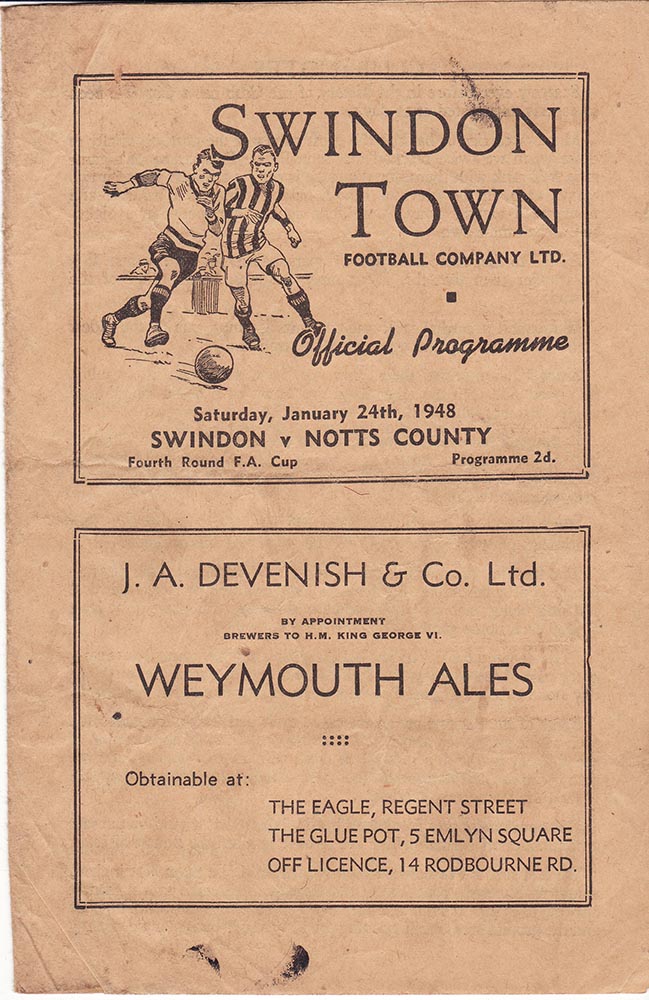 SWINDON
TOWN
FOOTBALL COMPANY LTD.
Official Programme
Saturday, January 24th, 1948
SWINDON v NOTTS COUNTY
Fourth Round F.A. Cup Programme 2d.
J. A. DEVENISH & Co. Ltd.
BY APPOINTMENT
BREWERS TO H.M. KING GEORGE VI.
WEYMOUTH ALES
Obtainable at:
THE EAGLE, REGENT STREET
THE GLUE POT, 5 EMLYN SQUARE
OFF LICENCE, 14 RODBOURNE RD.